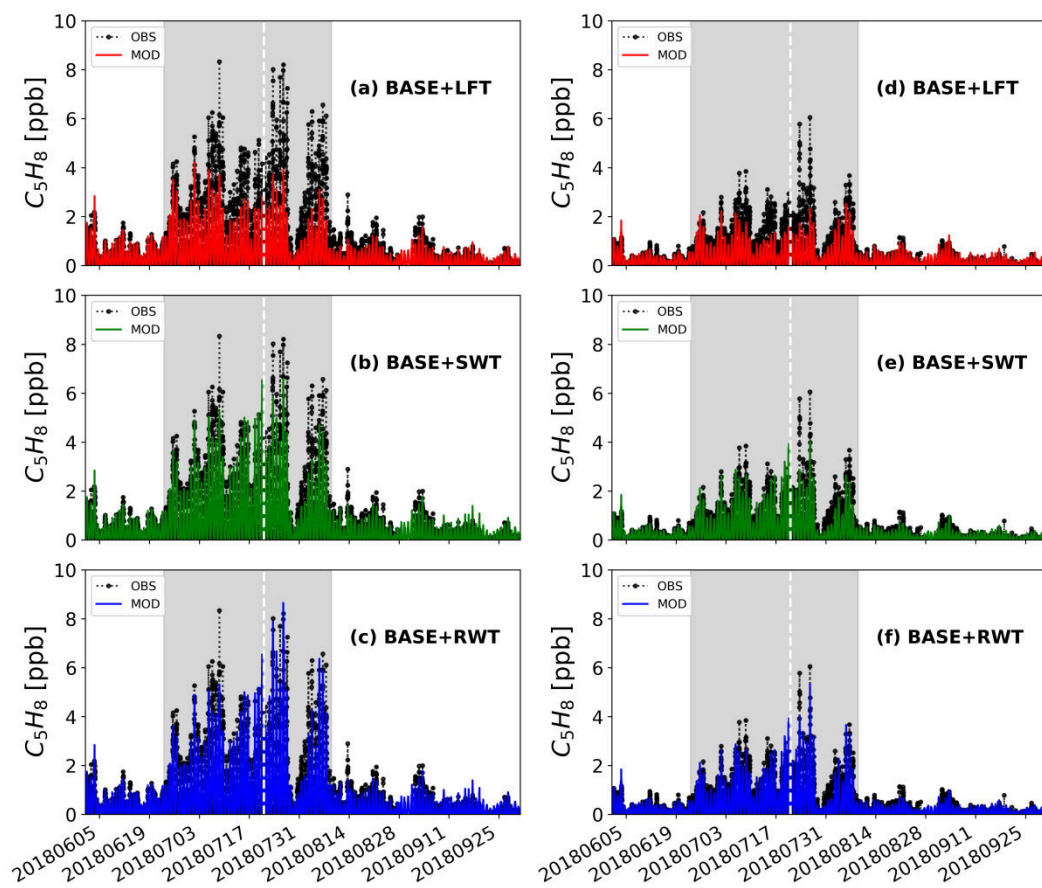 10
8
6
4
2
0
C5H8 [ppb]
OBS
MOD
(a) BASE+LFT
10
8
6
4
2
0
C5H8 [ppb]
OBS
MOD
(d) BASE+LFT
10
8
6
4
2
0
C5H8 [ppb]
OBS
MOD
(b) BASE+SWT
10
8
6
4
2
0
C5H8 [ppb]
OBS
MOD
(e) BASE+SWT
10
8
6
4
2
0
C5H8 [ppb]
OBS
MOD
(c) BASE+RWT
20180605
20180619
20180703
20180717
20180731
20180814
20180828
20180911
20180925
10
8
6
4
2
0
C5H8 [ppb]
OBS
MOD
(f) BASE+RWT
20180605
20180619
20180703
20180717
20180731
20180814
20180828
20180911
20180925